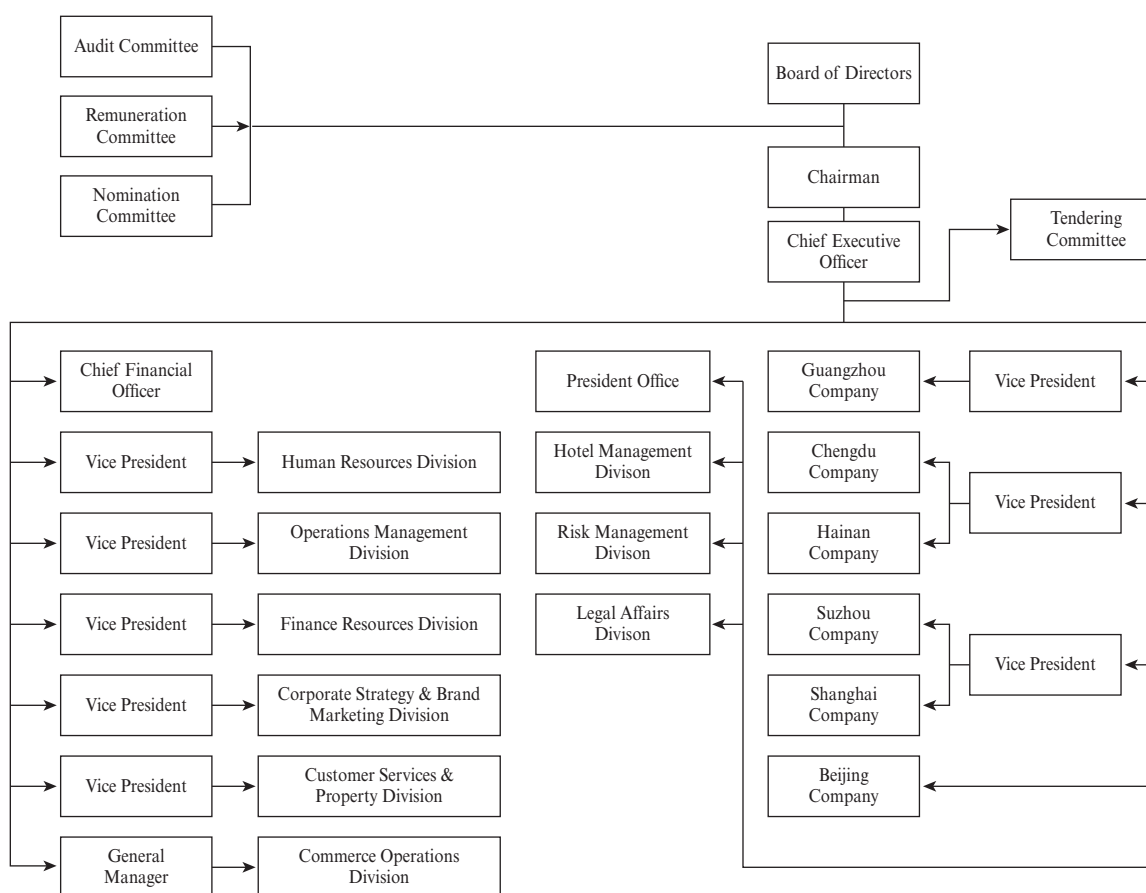 Audit Committee
Board of Directors
Remuneration
Committee
Chairman
Nomination
Committee
Tendering
Committee
Chief Executive
Officer
Chief Financial
Officer
President Office
Guangzhou
Company
Vice President
Vice President
Human Resources Division
Hotel Management
Divison
Chengdu
Company
Vice President
Vice President
Operations Management
Division
Risk Management
Divison
Hainan
Company
Vice President
Finance Resources Division
Legal Affairs
Divison
Suzhou
Company
Vice President
Vice President
Corporate Strategy & Brand
Marketing Division
Shanghai
Company
Vice President
Customer Services &
Property Division
Beijing
Company
General
Manager
Commerce Operations
Division